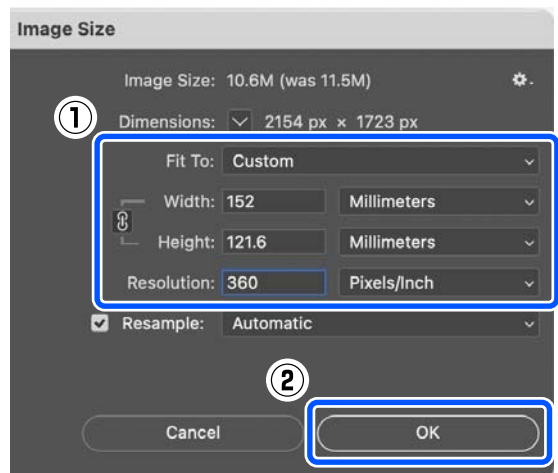 Image Size
Image Size: 10.6M (was 11.5M)
①
Dimensions: 2154 px × 1723 px
Fit To: Custom
Width: 152 Millimeters
Height: 121.6 Millimeters
Resolution: 360 Pixels/Inch
Resample: Automatic
②
Cancel OK